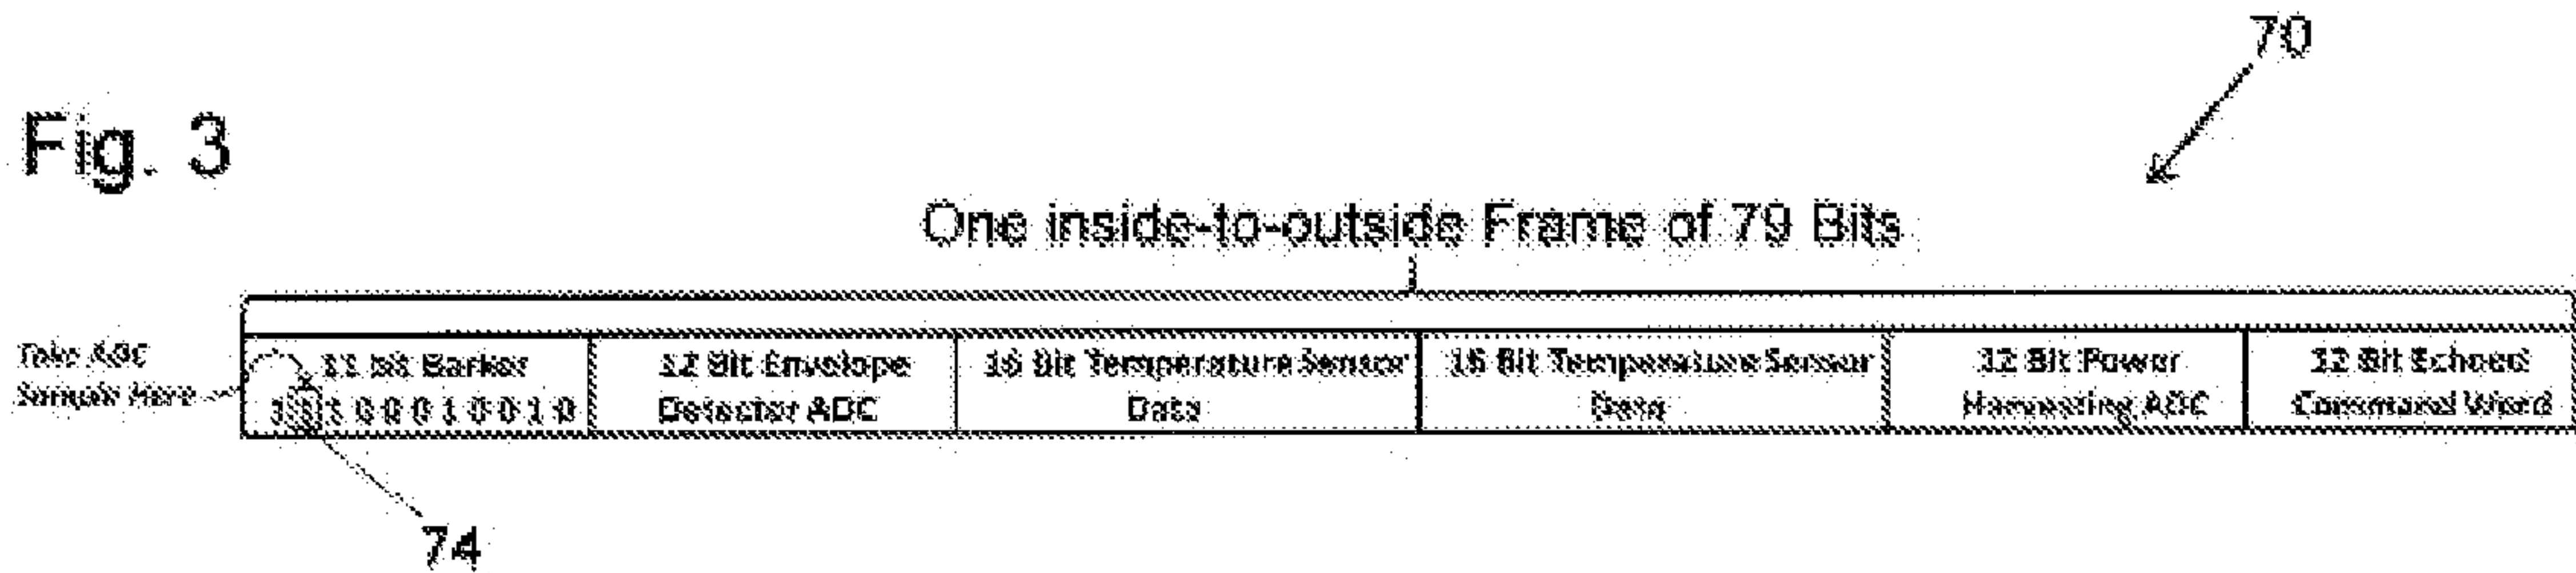 70
Fig. 3
One inside-to-outside Frame of 79 Bits
Take ADC
Sample Here
11 bit Barker
1 1 1 0 0 0 1 0 0 1 0
12 Bit Envelope
Detector ADC
16 Bit Temperature Sensor
Data
16 Bit Temperature Sensor
Data
12 Bit Power
Harvesting ADC
12 Bit Echoed
Command Word
74